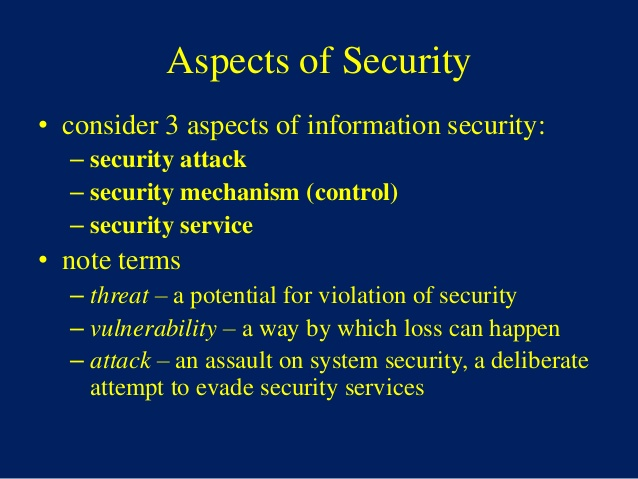 Aspects of Security
• consider 3 aspects of information security:
– security attack
– security mechanism (control)
– security service
• note terms
– threat – a potential for violation of security
– vulnerability – a way by which loss can happen
– attack – an assault on system security, a deliberate
attempt to evade security services